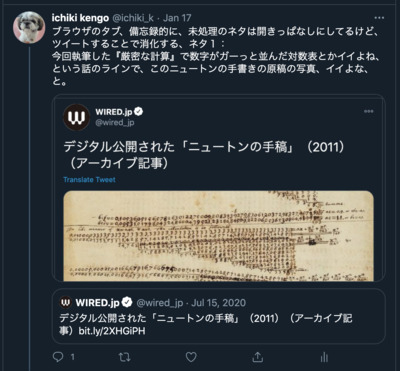 ichiki kengo @ichiki_k · Jan 17
ブラウザのタブ、備忘録的に、未処理のネタは開きっぱなしにしてるけど、
ツイートすることで消化する、ネタ１：
今回執筆した『厳密な計算』で数字がガーっと並んだ対数表とかイイよね、
という話のラインで、このニュートンの手書きの原稿の写真、イイよな、
と。
WIRED.jp
@wired_jp
デジタル公開された「ニュートンの手稿」（2011）
（アーカイブ記事）
Translate Tweet
WIRED.jp @wired_jp · Jul 15, 2020
デジタル公開された「ニュートンの手稿」（2011）（アーカイブ記
事）bit.ly/2XHGiPH
1